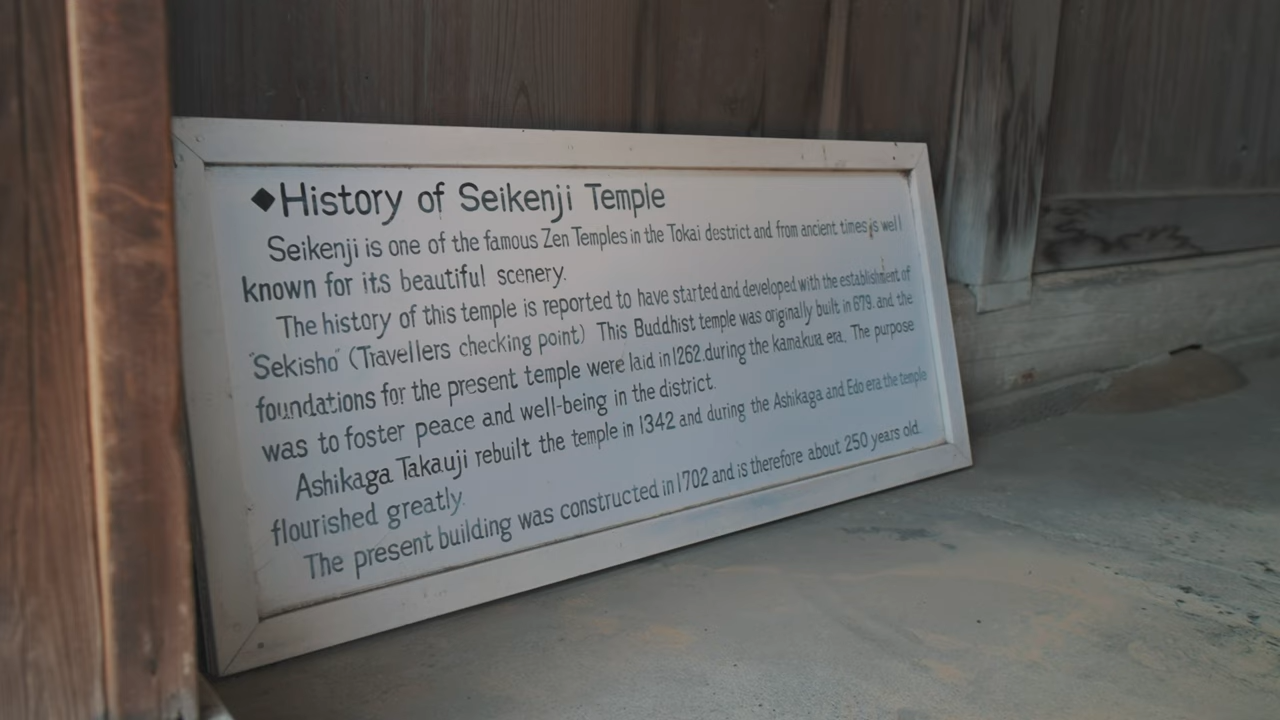 ◆History of Seikenji Temple
Seikenji is one of the famous Zen Temples in the Tokai destrict and from ancient times is well
known for its beautiful scenery.
The history of this temple is reported to have started and developed with the establishment of
"Sekisho" (Travellers checking point) This Buddhist temple was originally built in 679. and the
foundations for the present temple were laid in 1262.during the kamakura era. The purpose
was to foster peace and well-being in the district.
Ashikaga Takauji rebuilt the temple in 1342 and during the Ashikaga and Edo era the temple
flourished greatly.
The present building was constructed in 1702 and is therefore about 250 years old.